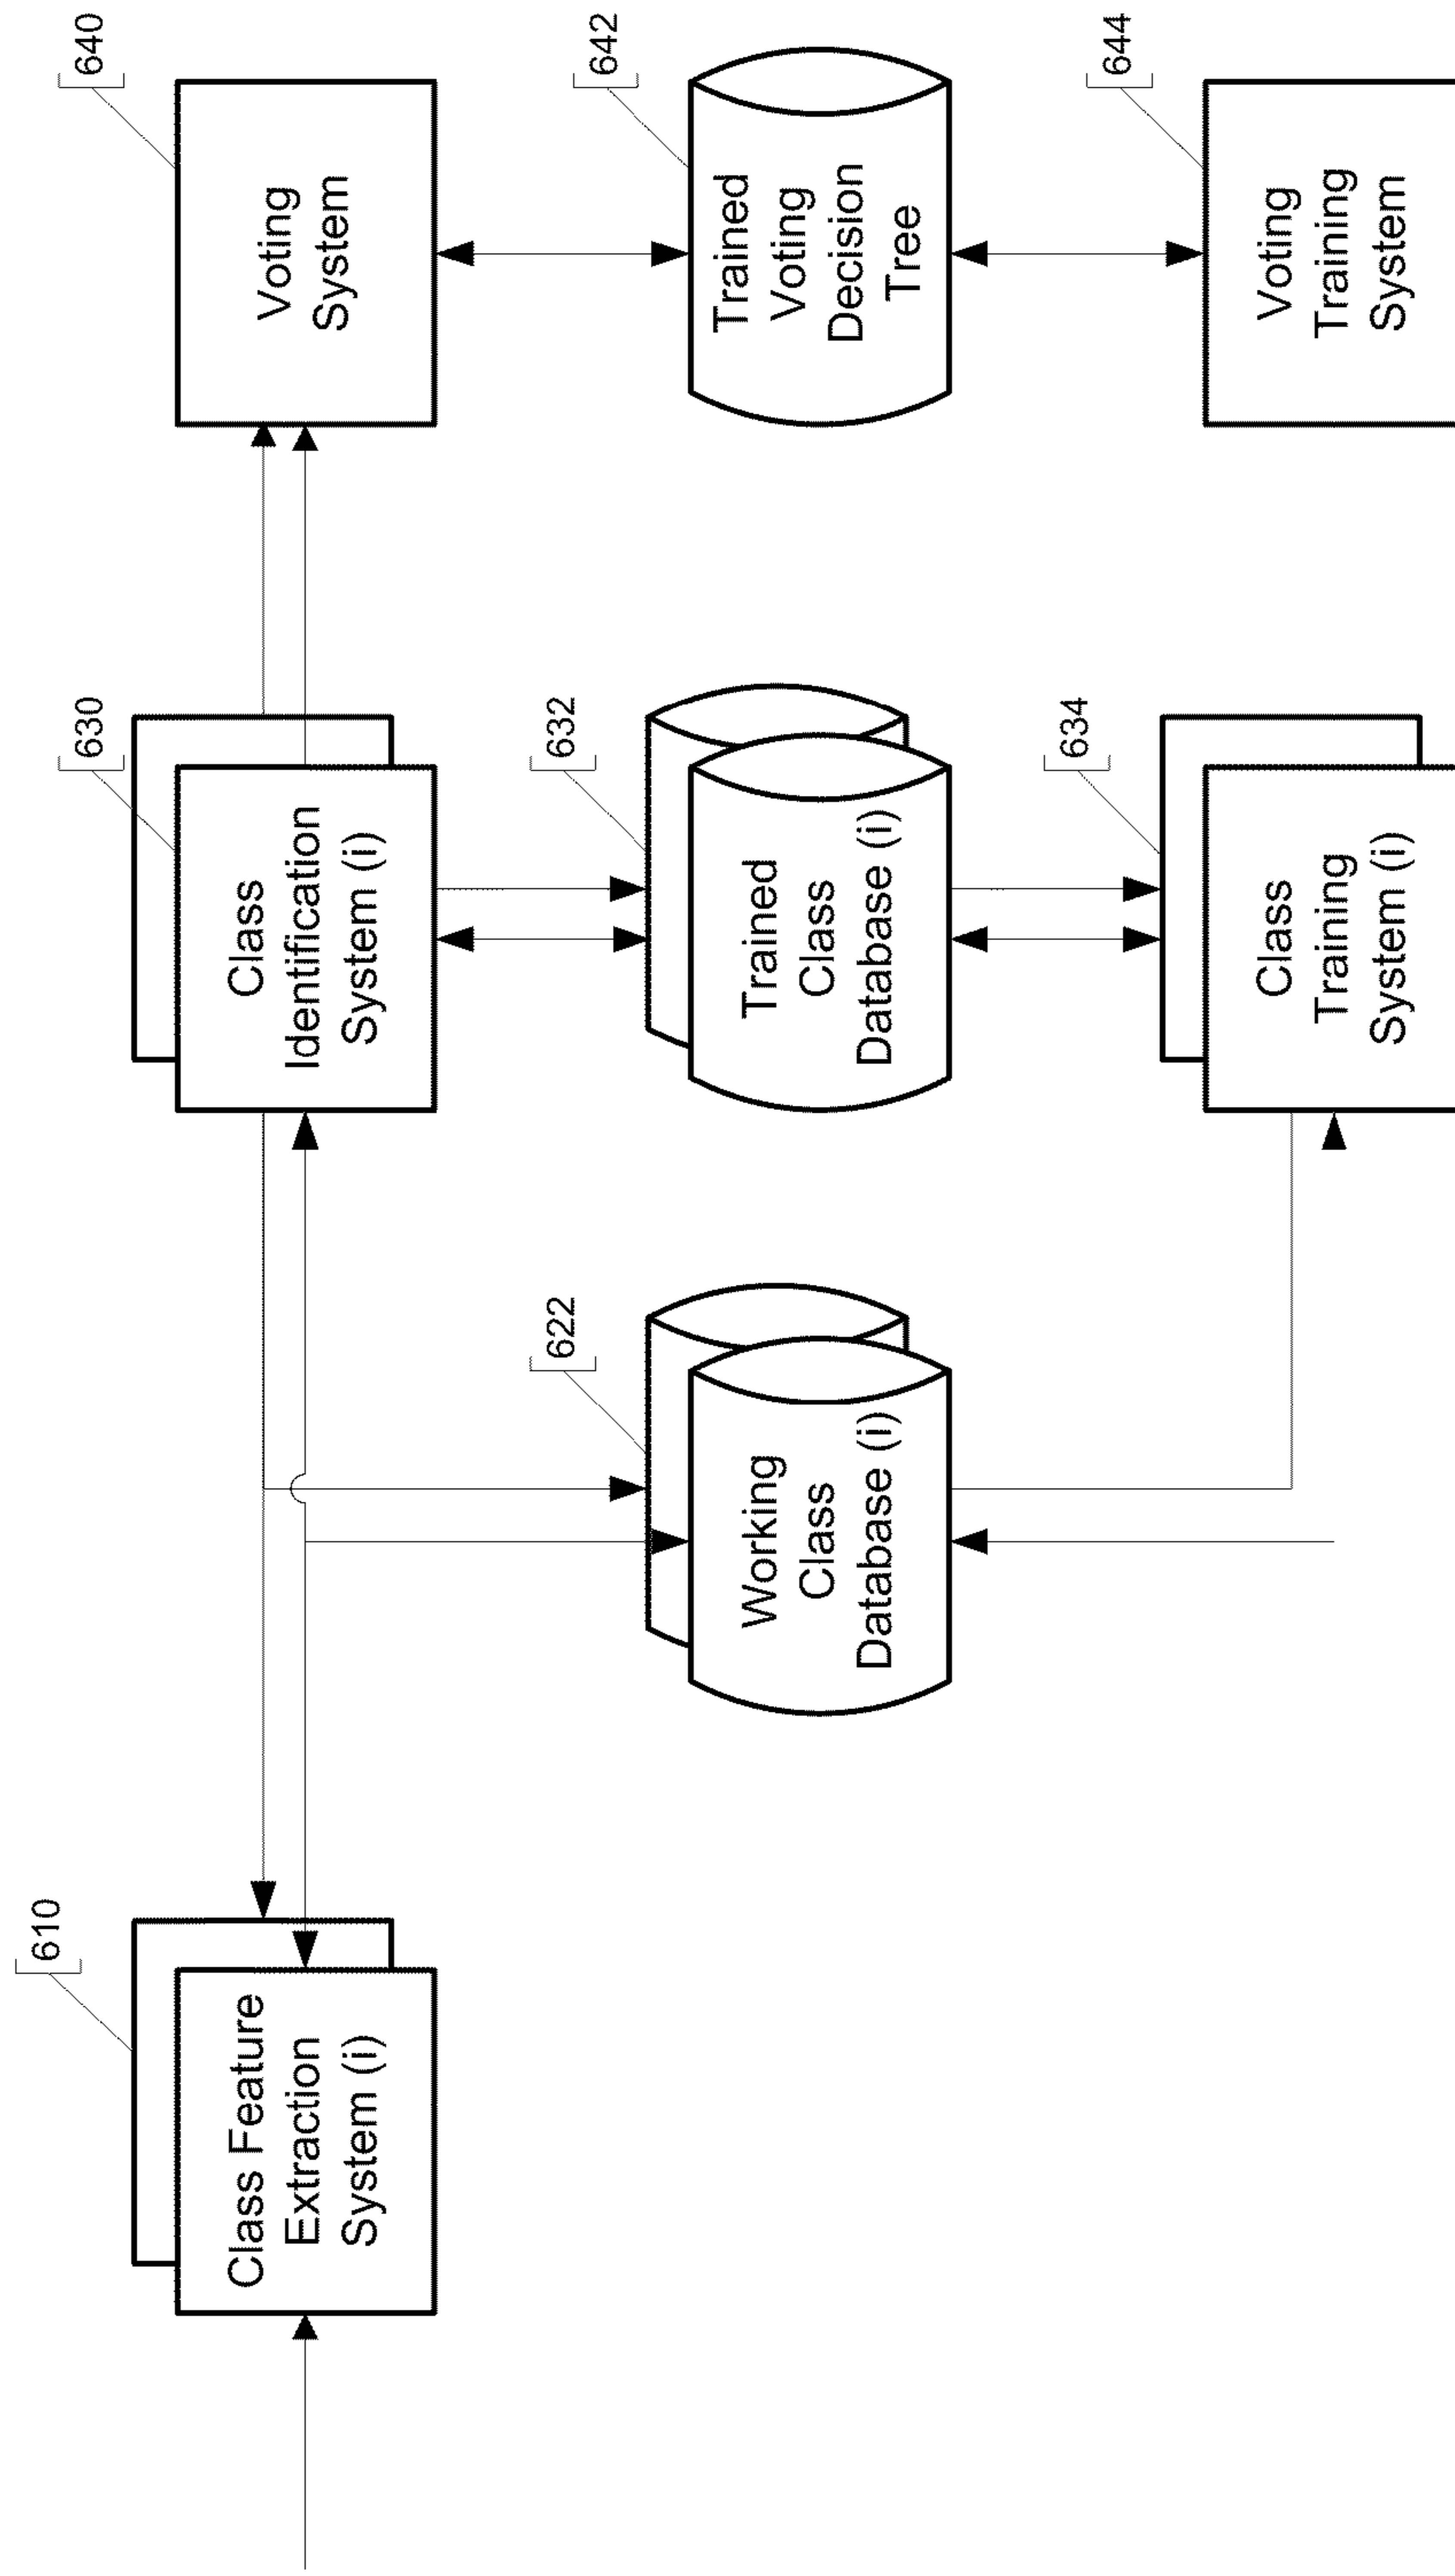 610
Class Feature
Extraction
System (i)
630
Class
Identification
System (i)
640
Voting
System
622
Working
Class
Database (i)
632
Trained
Class
Database (i)
642
Trained
Voting
Decision
Tree
634
Class
Training
System (i)
644
Voting
Training
System